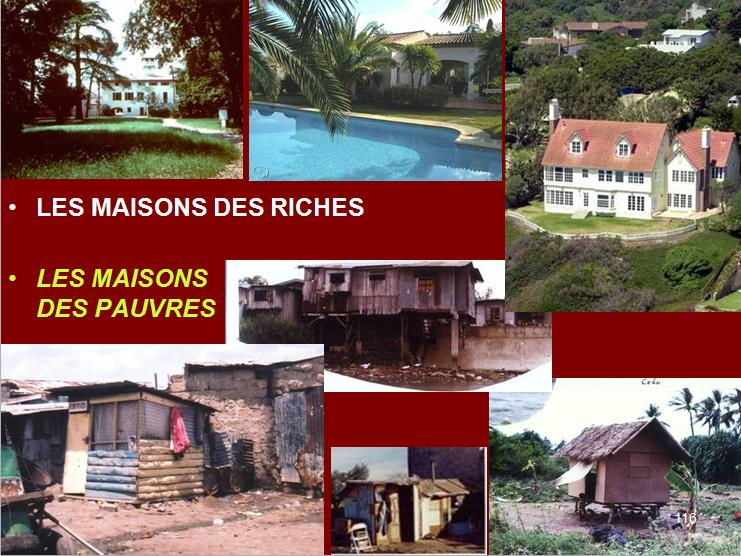 • LES MAISONS DES RICHES
• LES MAISONS
DES PAUVRES
Cebu
116